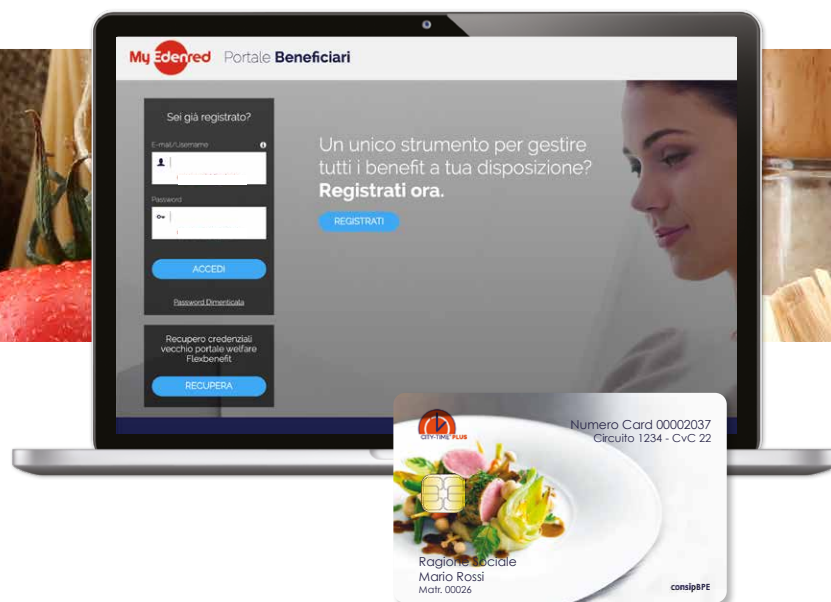 My Edenred Portale Beneficiari
Sei già registrato?
E-mail/Username
Password
ACCEDI
Password Dimenticata
Recupero credenziali
vecchio portale welfare
Flexbenefit
RECUPERA
Un unico strumento per gestire
tutti i benefit a tua disposizione?
Registrati ora.
REGISTRATI
CITY-TIME PLUS
Numero Card 00002037
Circuito 1234 - CvC 22
Ragione Sociale
Mario Rossi
Matr. 00026
consipBPE